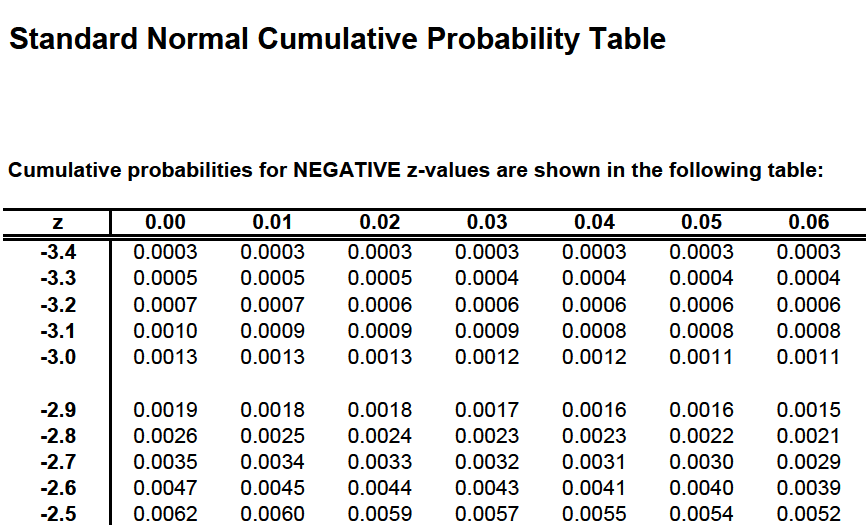 Standard Normal Cumulative Probability Table
Cumulative probabilities for NEGATIVE z-values are shown in the following table:
z 0.00 0.01 0.02 0.03 0.04 0.05 0.06
-3.4 0.0003 0.0003 0.0003 0.0003 0.0003 0.0003 0.0003
-3.3 0.0005 0.0005 0.0005 0.0004 0.0004 0.0004 0.0004
-3.2 0.0007 0.0007 0.0006 0.0006 0.0006 0.0006 0.0006
-3.1 0.0010 0.0009 0.0009 0.0009 0.0008 0.0008 0.0008
-3.0 0.0013 0.0013 0.0013 0.0012 0.0012 0.0011 0.0011
-2.9 0.0019 0.0018 0.0018 0.0017 0.0016 0.0016 0.0015
-2.8 0.0026 0.0025 0.0024 0.0023 0.0023 0.0022 0.0021
-2.7 0.0035 0.0034 0.0033 0.0032 0.0031 0.0030 0.0029
-2.6 0.0047 0.0045 0.0044 0.0043 0.0041 0.0040 0.0039
-2.5 0.0062 0.0060 0.0059 0.0057 0.0055 0.0054 0.0052